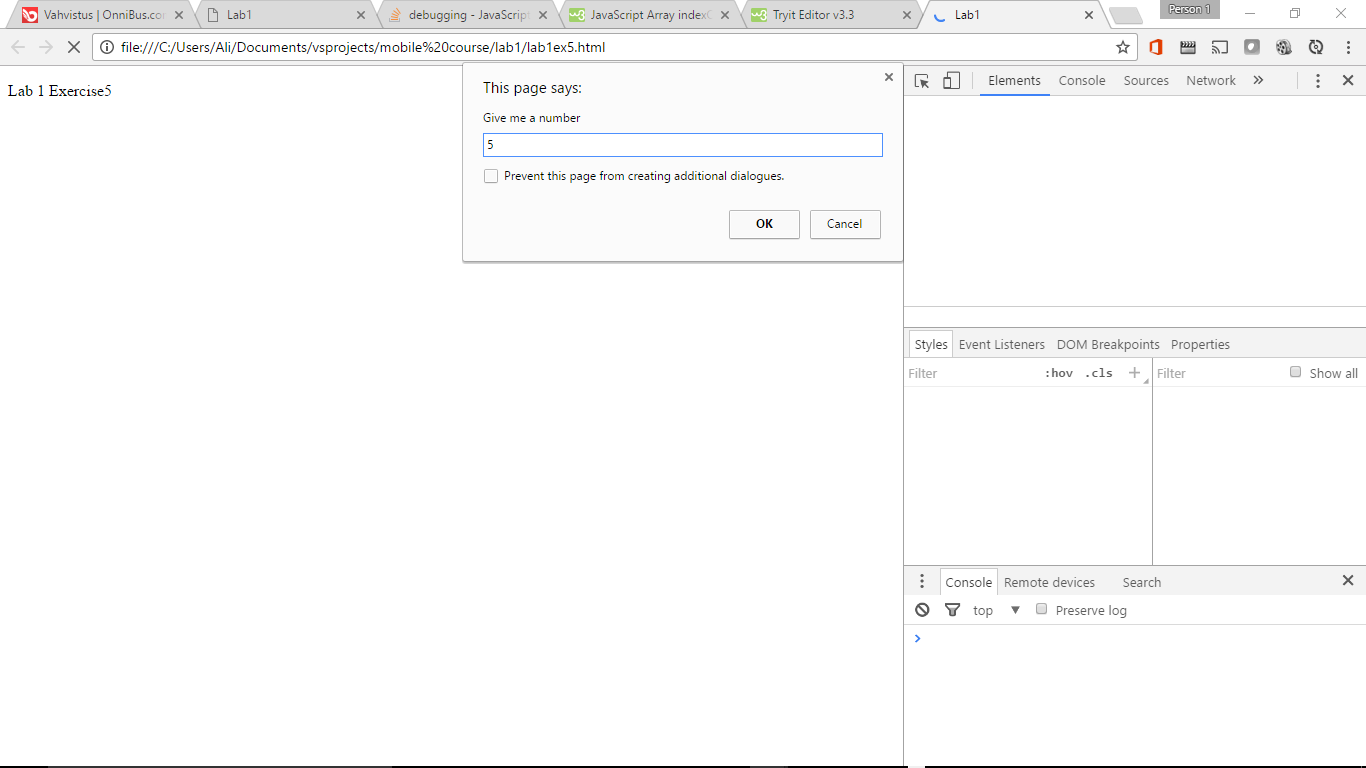 Vahvistus | OnniBus.co
Lab1
debugging - JavaScript
JavaScript Array index
Tryit Editor v3.3
Lab1
Person 1
file:///C:/Users/Ali/Documents/vsprojects/mobile%20course/lab1/lab1ex5.html
Lab 1 Exercise5
This page says:
Give me a number
5
Prevent this page from creating additional dialogues.
OK Cancel
Elements Console Sources Network »
Styles Event Listeners DOM Breakpoints Properties
Filter :hov .cls + Filter Show all
Console Remote devices Search
top Preserve log